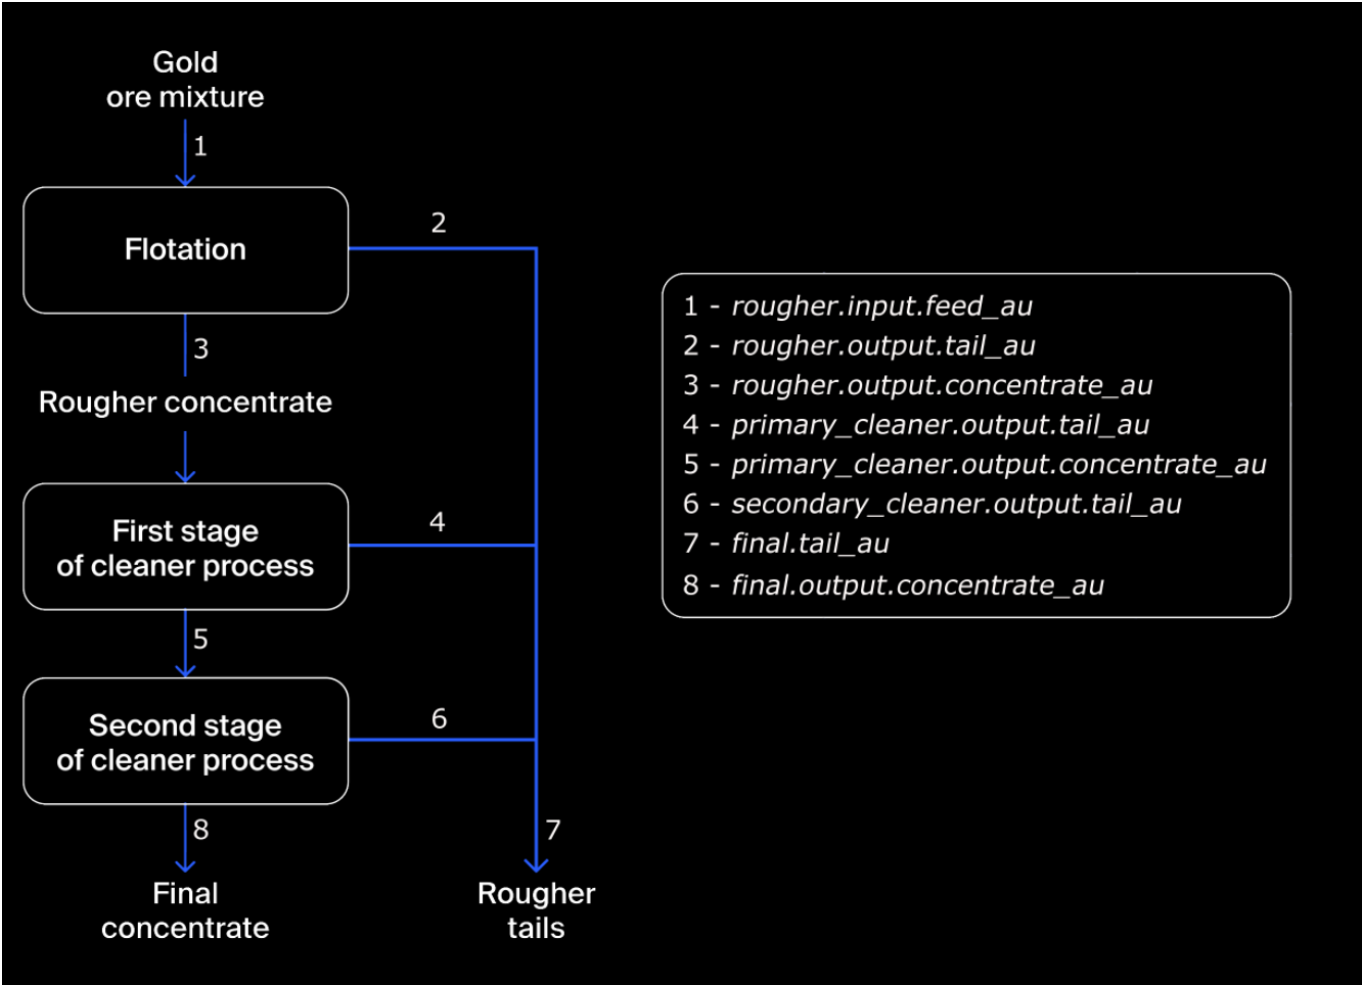 Gold
ore mixture
1
Flotation
2
3
Rougher concentrate
First stage
of cleaner process
4
5
Second stage
of cleaner process
6
8
7
Final
concentrate
Rougher
tails
1 - rougher.input.feed_au
2 - rougher.output.tail_au
3 - rougher.output.concentrate_au
4 - primary_cleaner.output.tail_au
5 - primary_cleaner.output.concentrate_au
6 - secondary_cleaner.output.tail_au
7 - final.tail_au
8 - final.output.concentrate_au